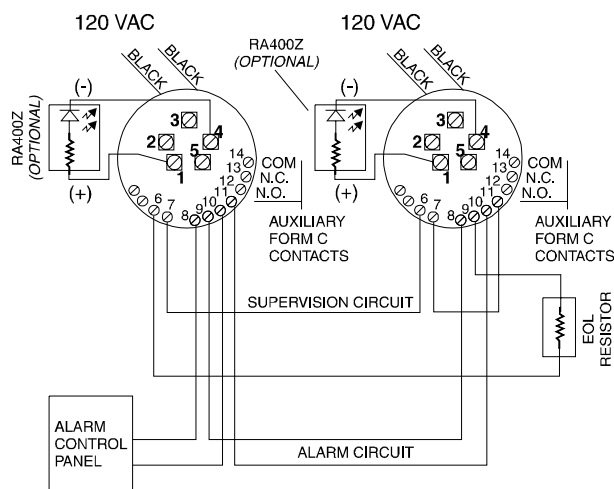 120 VAC
120 VAC
BLACK
BLACK
RA400Z
(OPTIONAL)
BLACK
BLACK
(-)
(-)
RA400Z
(OPTIONAL)
3
2
4
5
1
3
2
4
5
1
(+)
(+)
14
13
12
11
10
9
8
7
6
14
13
12
11
10
9
8
7
6
COM
N.C.
N.O.
COM
N.C.
N.O.
AUXILIARY
FORM C
CONTACTS
AUXILIARY
FORM C
CONTACTS
SUPERVISION CIRCUIT
EOL
RESISTOR
ALARM
CONTROL
PANEL
ALARM CIRCUIT